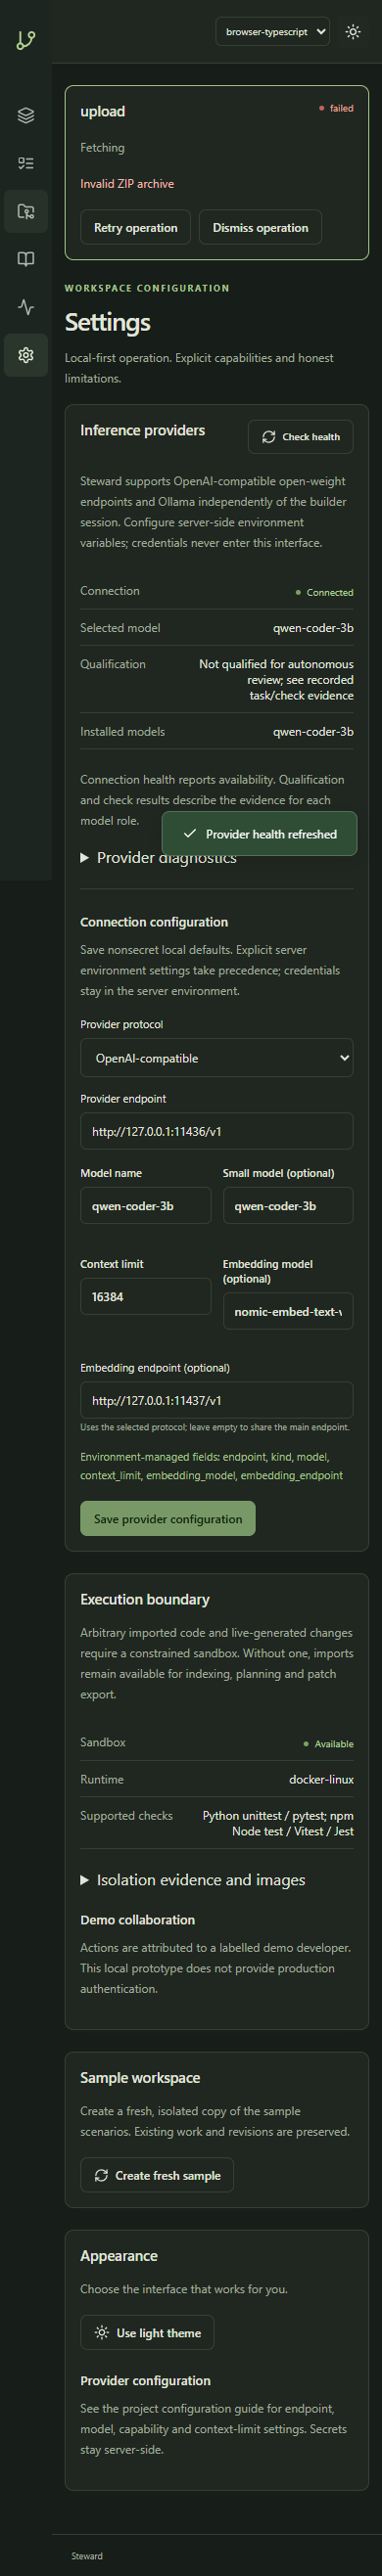 browser-typescript
upload
failed
Fetching
Invalid ZIP archive
Retry operation
Dismiss operation
WORKSPACE CONFIGURATION
Settings
Local-first operation. Explicit capabilities and honest
limitations.
Inference providers
Check health
Steward supports OpenAI-compatible open-weight
endpoints and Ollama independently of the builder
session. Configure server-side environment
variables; credentials never enter this interface.
Connection
Connected
Selected model
qwen-coder-3b
Qualification
Not qualified for autonomous
review; see recorded
task/check evidence
Installed models
qwen-coder-3b
Connection health reports availability. Qualification
and check results describe the evidence for each
model role.
Provider health refreshed
Provider diagnostics
Connection configuration
Save nonsecret local defaults. Explicit server
environment settings take precedence; credentials
stay in the server environment.
Provider protocol
OpenAI-compatible
Provider endpoint
http://127.0.0.1:11436/v1
Model name
Small model (optional)
qwen-coder-3b
qwen-coder-3b
Context limit
Embedding model
(optional)
16384
nomic-embed-text-v
Embedding endpoint (optional)
http://127.0.0.1:11437/v1
Uses the selected protocol; leave empty to share the main endpoint.
Environment-managed fields: endpoint, kind, model,
context_limit, embedding_model, embedding_endpoint
Save provider configuration
Execution boundary
Arbitrary imported code and live-generated changes
require a constrained sandbox. Without one, imports
remain available for indexing, planning and patch
export.
Sandbox
Available
Runtime
docker-linux
Supported checks
Python unittest / pytest; npm
Node test / Vitest / Jest
Isolation evidence and images
Demo collaboration
Actions are attributed to a labelled demo developer.
This local prototype does not provide production
authentication.
Sample workspace
Create a fresh, isolated copy of the sample
scenarios. Existing work and revisions are preserved.
Create fresh sample
Appearance
Choose the interface that works for you.
Use light theme
Provider configuration
See the project configuration guide for endpoint,
model, capability and context-limit settings. Secrets
stay server-side.
Steward